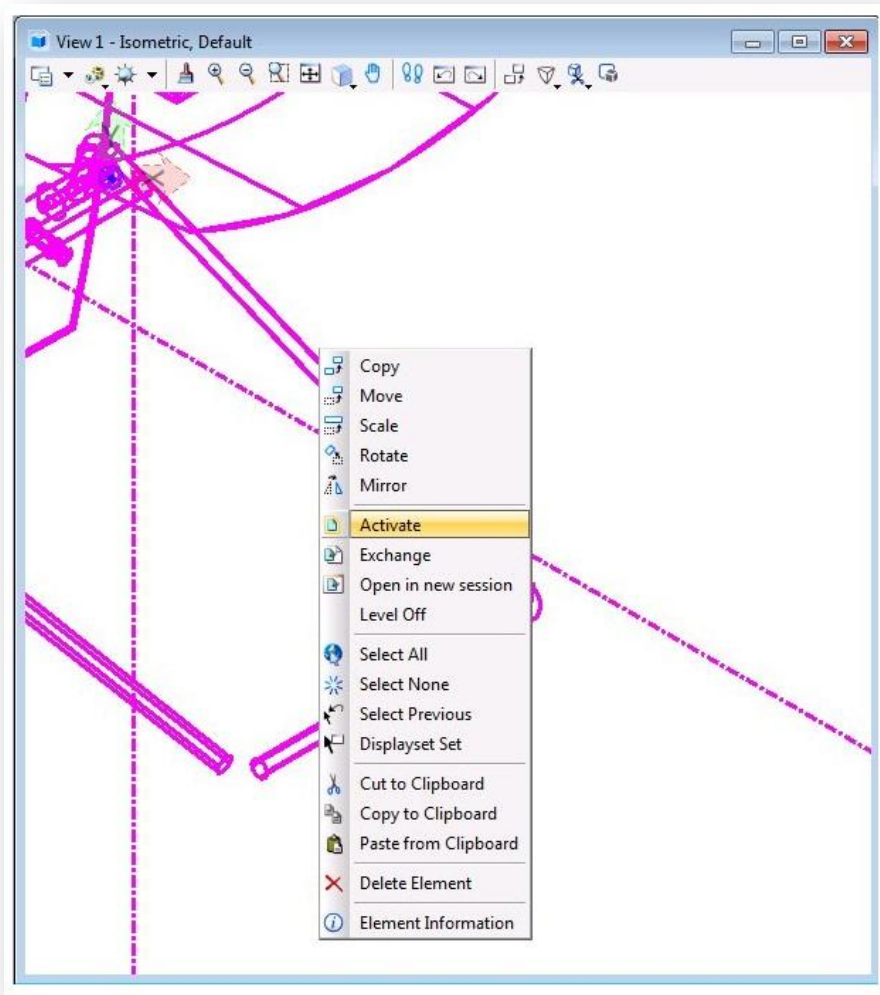 View 1 - Isometric, Default
Copy
Move
Scale
Rotate
Mirror
Activate
Exchange
Open in new session
Level Off
Select All
Select None
Select Previous
Displayset Set
Cut to Clipboard
Copy to Clipboard
Paste from Clipboard
Delete Element
Element Information